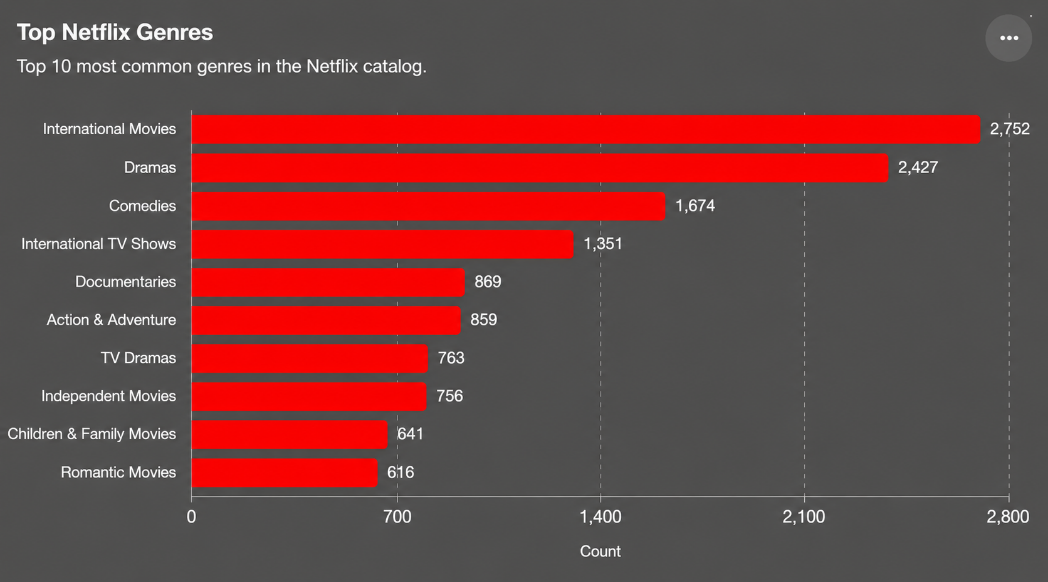 Top Netflix Genres
Top 10 most common genres in the Netflix catalog.
International Movies 2,752
Dramas 2,427
Comedies 1,674
International TV Shows 1,351
Documentaries 869
Action & Adventure 859
TV Dramas 763
Independent Movies 756
Children & Family Movies 641
Romantic Movies 616
0 700 1,400 2,100 2,800
Count